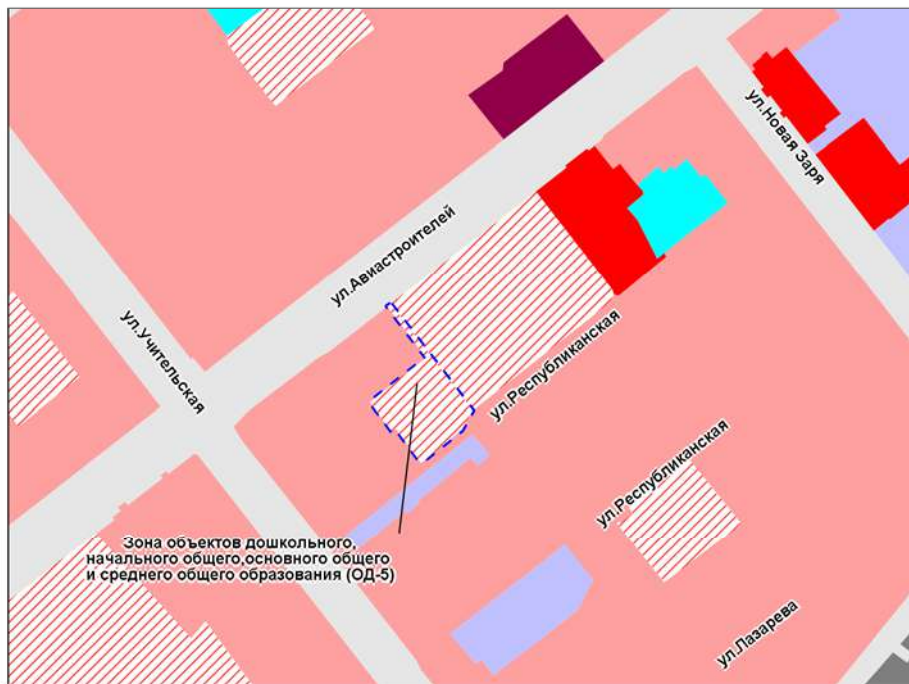 ул.Новая Заря
ул.Авиастроителей
ул.Учительская
ул.Республиканская
ул.Республиканская
Зона объектов дошкольного,
начального общего,основного общего
и среднего общего образования (ОД-5)
ул.Лазарева